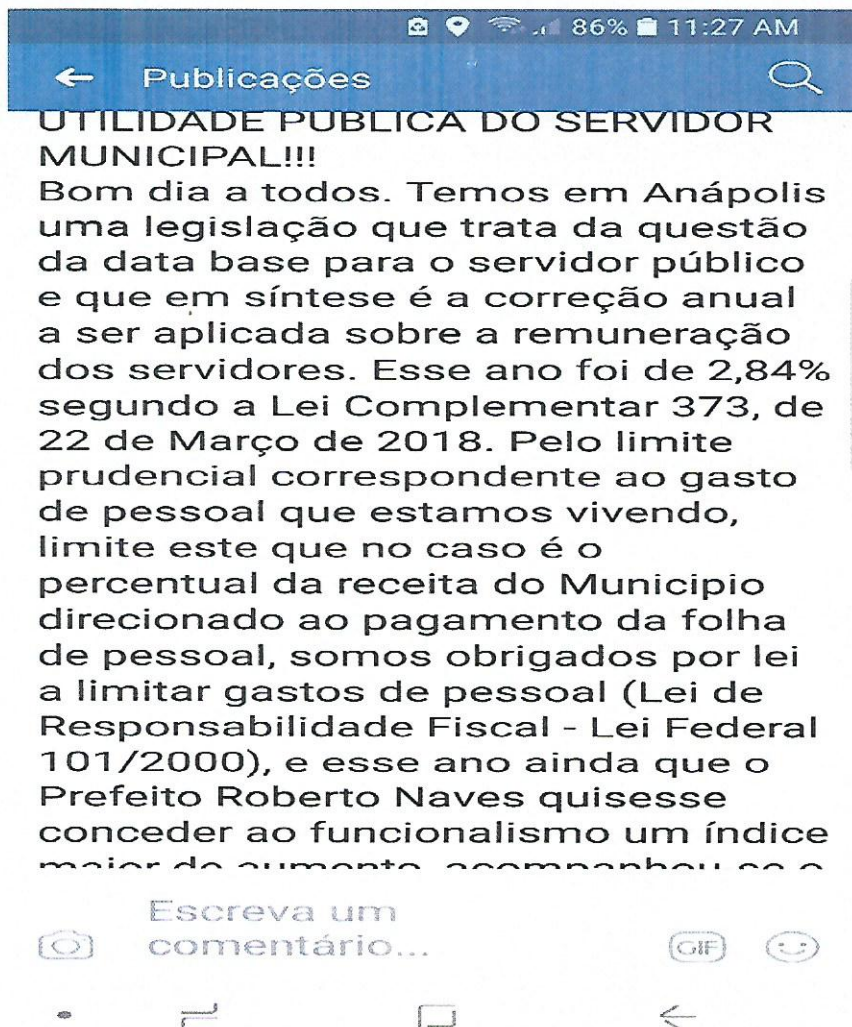 86% 11:27 AM
← Publicações
UTILIDADE PÚBLICA DO SERVIDOR
MUNICIPAL!!!
Bom dia a todos. Temos em Anápolis
uma legislação que trata da questão
da data base para o servidor público
e que em síntese é a correção anual
a ser aplicada sobre a remuneração
dos servidores. Esse ano foi de 2,84%
segundo a Lei Complementar 373, de
22 de Março de 2018. Pelo limite
prudencial correspondente ao gasto
de pessoal que estamos vivendo,
limite este que no caso é o
percentual da receita do Municipio
direcionado ao pagamento da folha
de pessoal, somos obrigados por lei
a limitar gastos de pessoal (Lei de
Responsabilidade Fiscal - Lei Federal
101/2000), e esse ano ainda que o
Prefeito Roberto Naves quisesse
conceder ao funcionalismo um índice
maior de aumento, acompanhou-se o
Escreva um
comentário...
GIF